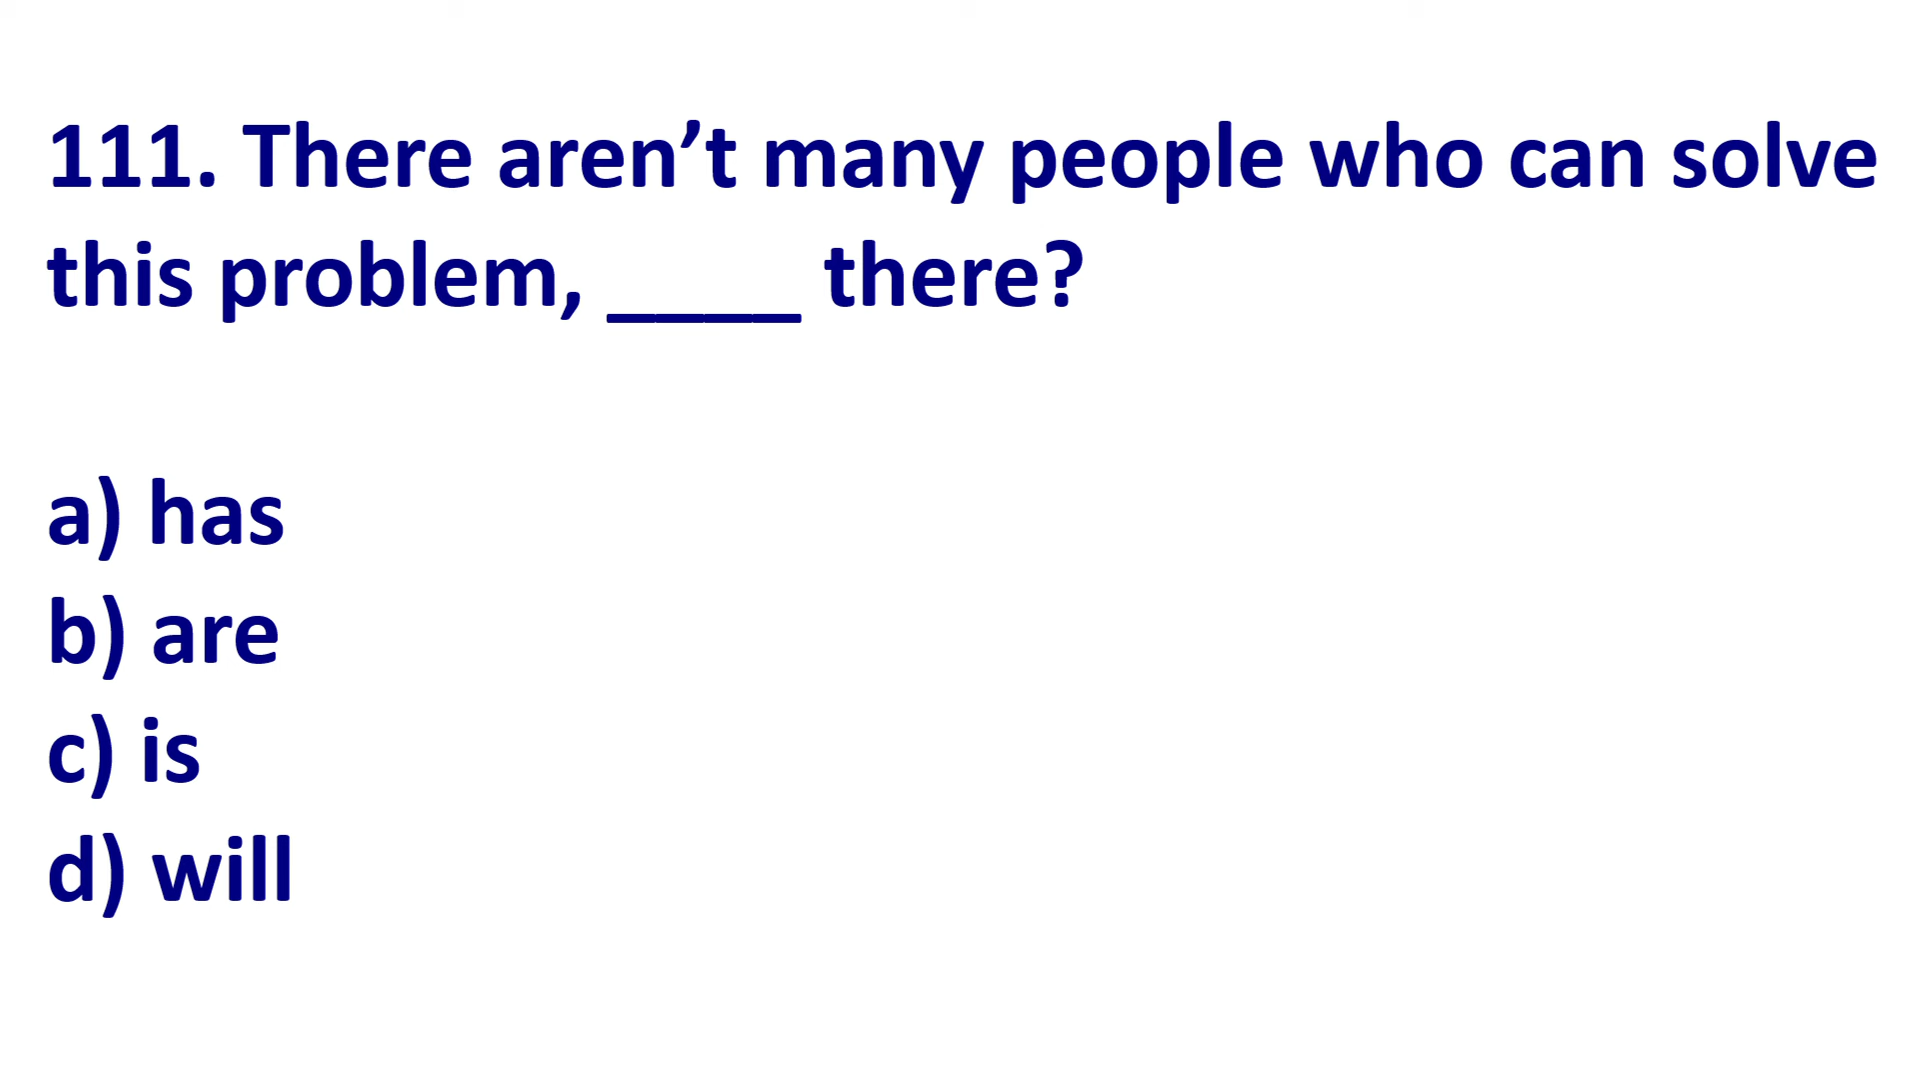 111. There aren’t many people who can solve
this problem, ____ there?
a) has
b) are
c) is
d) will